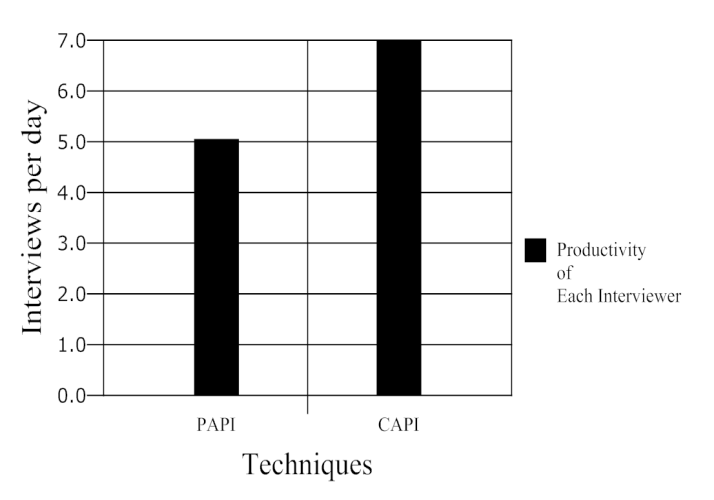 7.0
6.0
5.0
4.0
3.0
2.0
1.0
0.0
Interviews per day
PAPI
CAPI
Techniques
Productivity
of
Each Interviewer